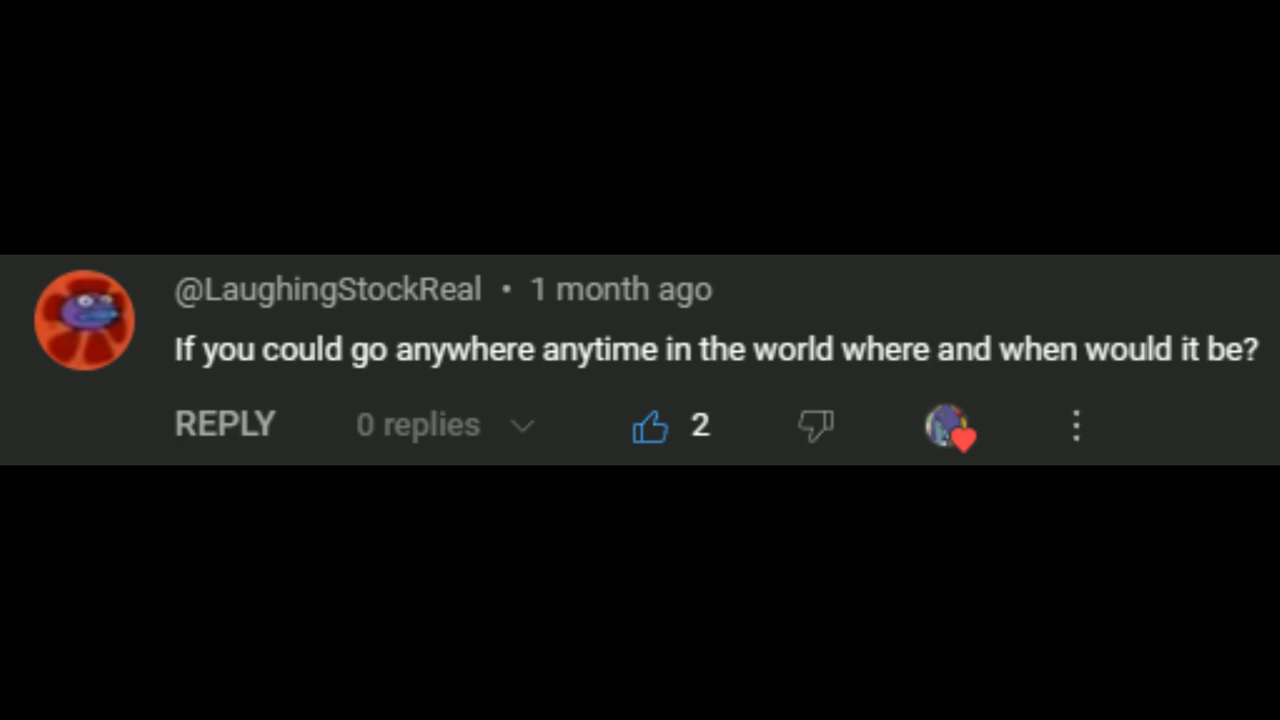 @LaughingStockReal • 1 month ago
If you could go anywhere anytime in the world where and when would it be?
REPLY 0 replies 2